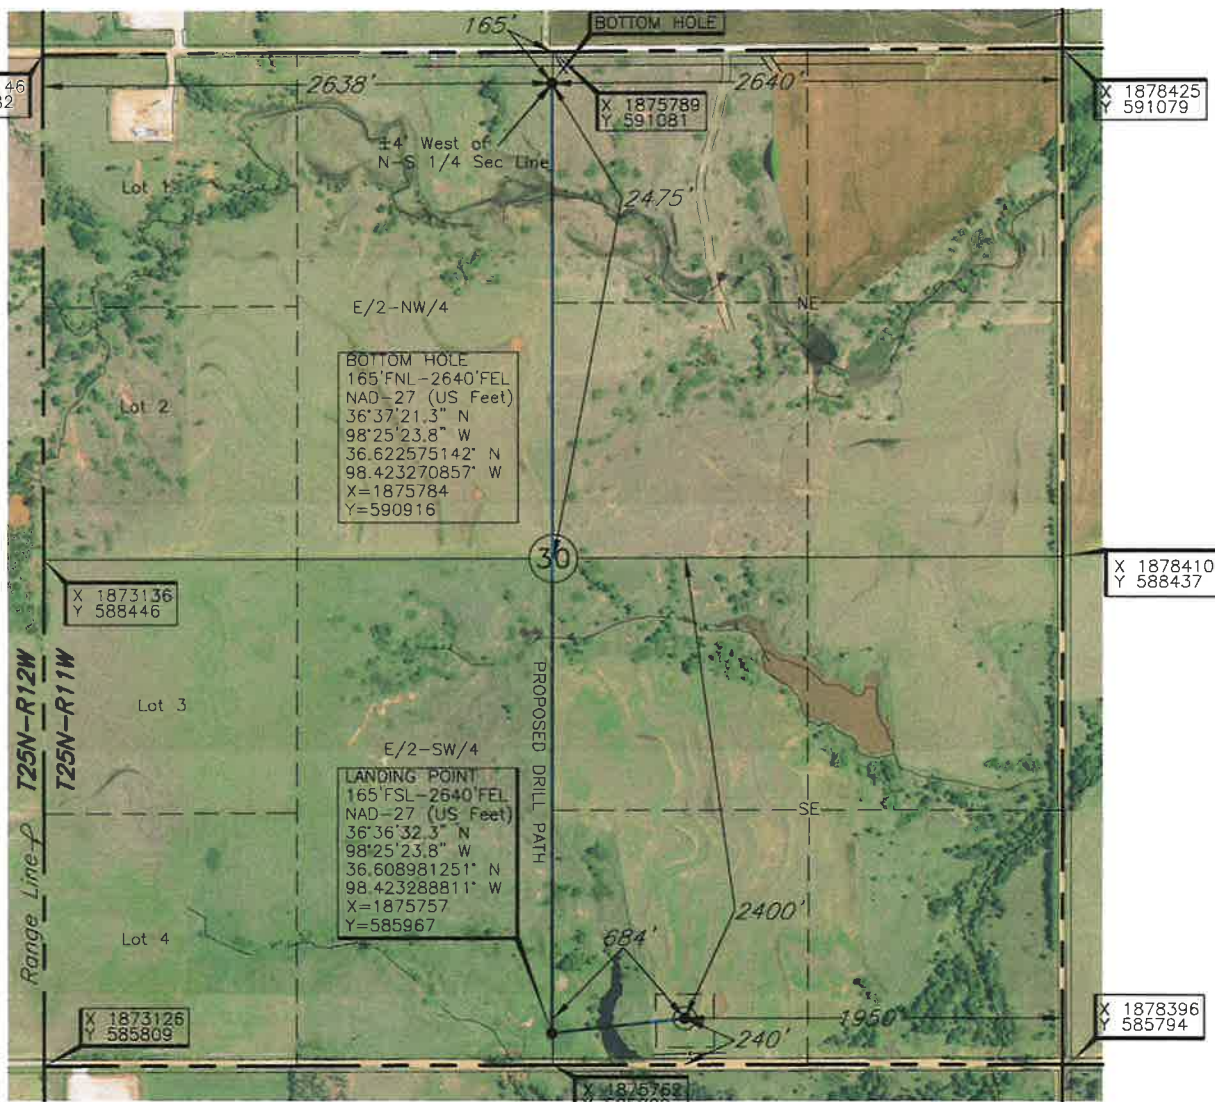 165'
BOTTOM HOLE
46
2638'
2640'
X 1878425
Y 591079
X 1875789
Y 591081
±4' West of
N-S 1/4 Sec Line
Lot 1
2475'
E/2-NW/4
NE
BOTTOM HOLE
165'FNL-2640'FEL
NAD-27 (US Feet)
36°37'21.3" N
98°25'23.8" W
36.622575142° N
98.423270857° W
X=1875784
Y=590916
Lot 2
30
X 1878410
Y 588437
X 1873136
Y 588446
T25N-R12W
T25N-R11W
Lot 3
PROPOSED DRILL PATH
E/2-SW/4
LANDING POINT
165'FSL-2640'FEL
NAD-27 (US Feet)
36°36'32.3" N
98°25'23.8" W
36.608981251° N
98.423288811° W
X=1875757
Y=585967
SE
Range Line
Lot 4
2400'
684'
X 1873126
Y 585809
1950'
240'
X 1878396
Y 585794
X 1875762